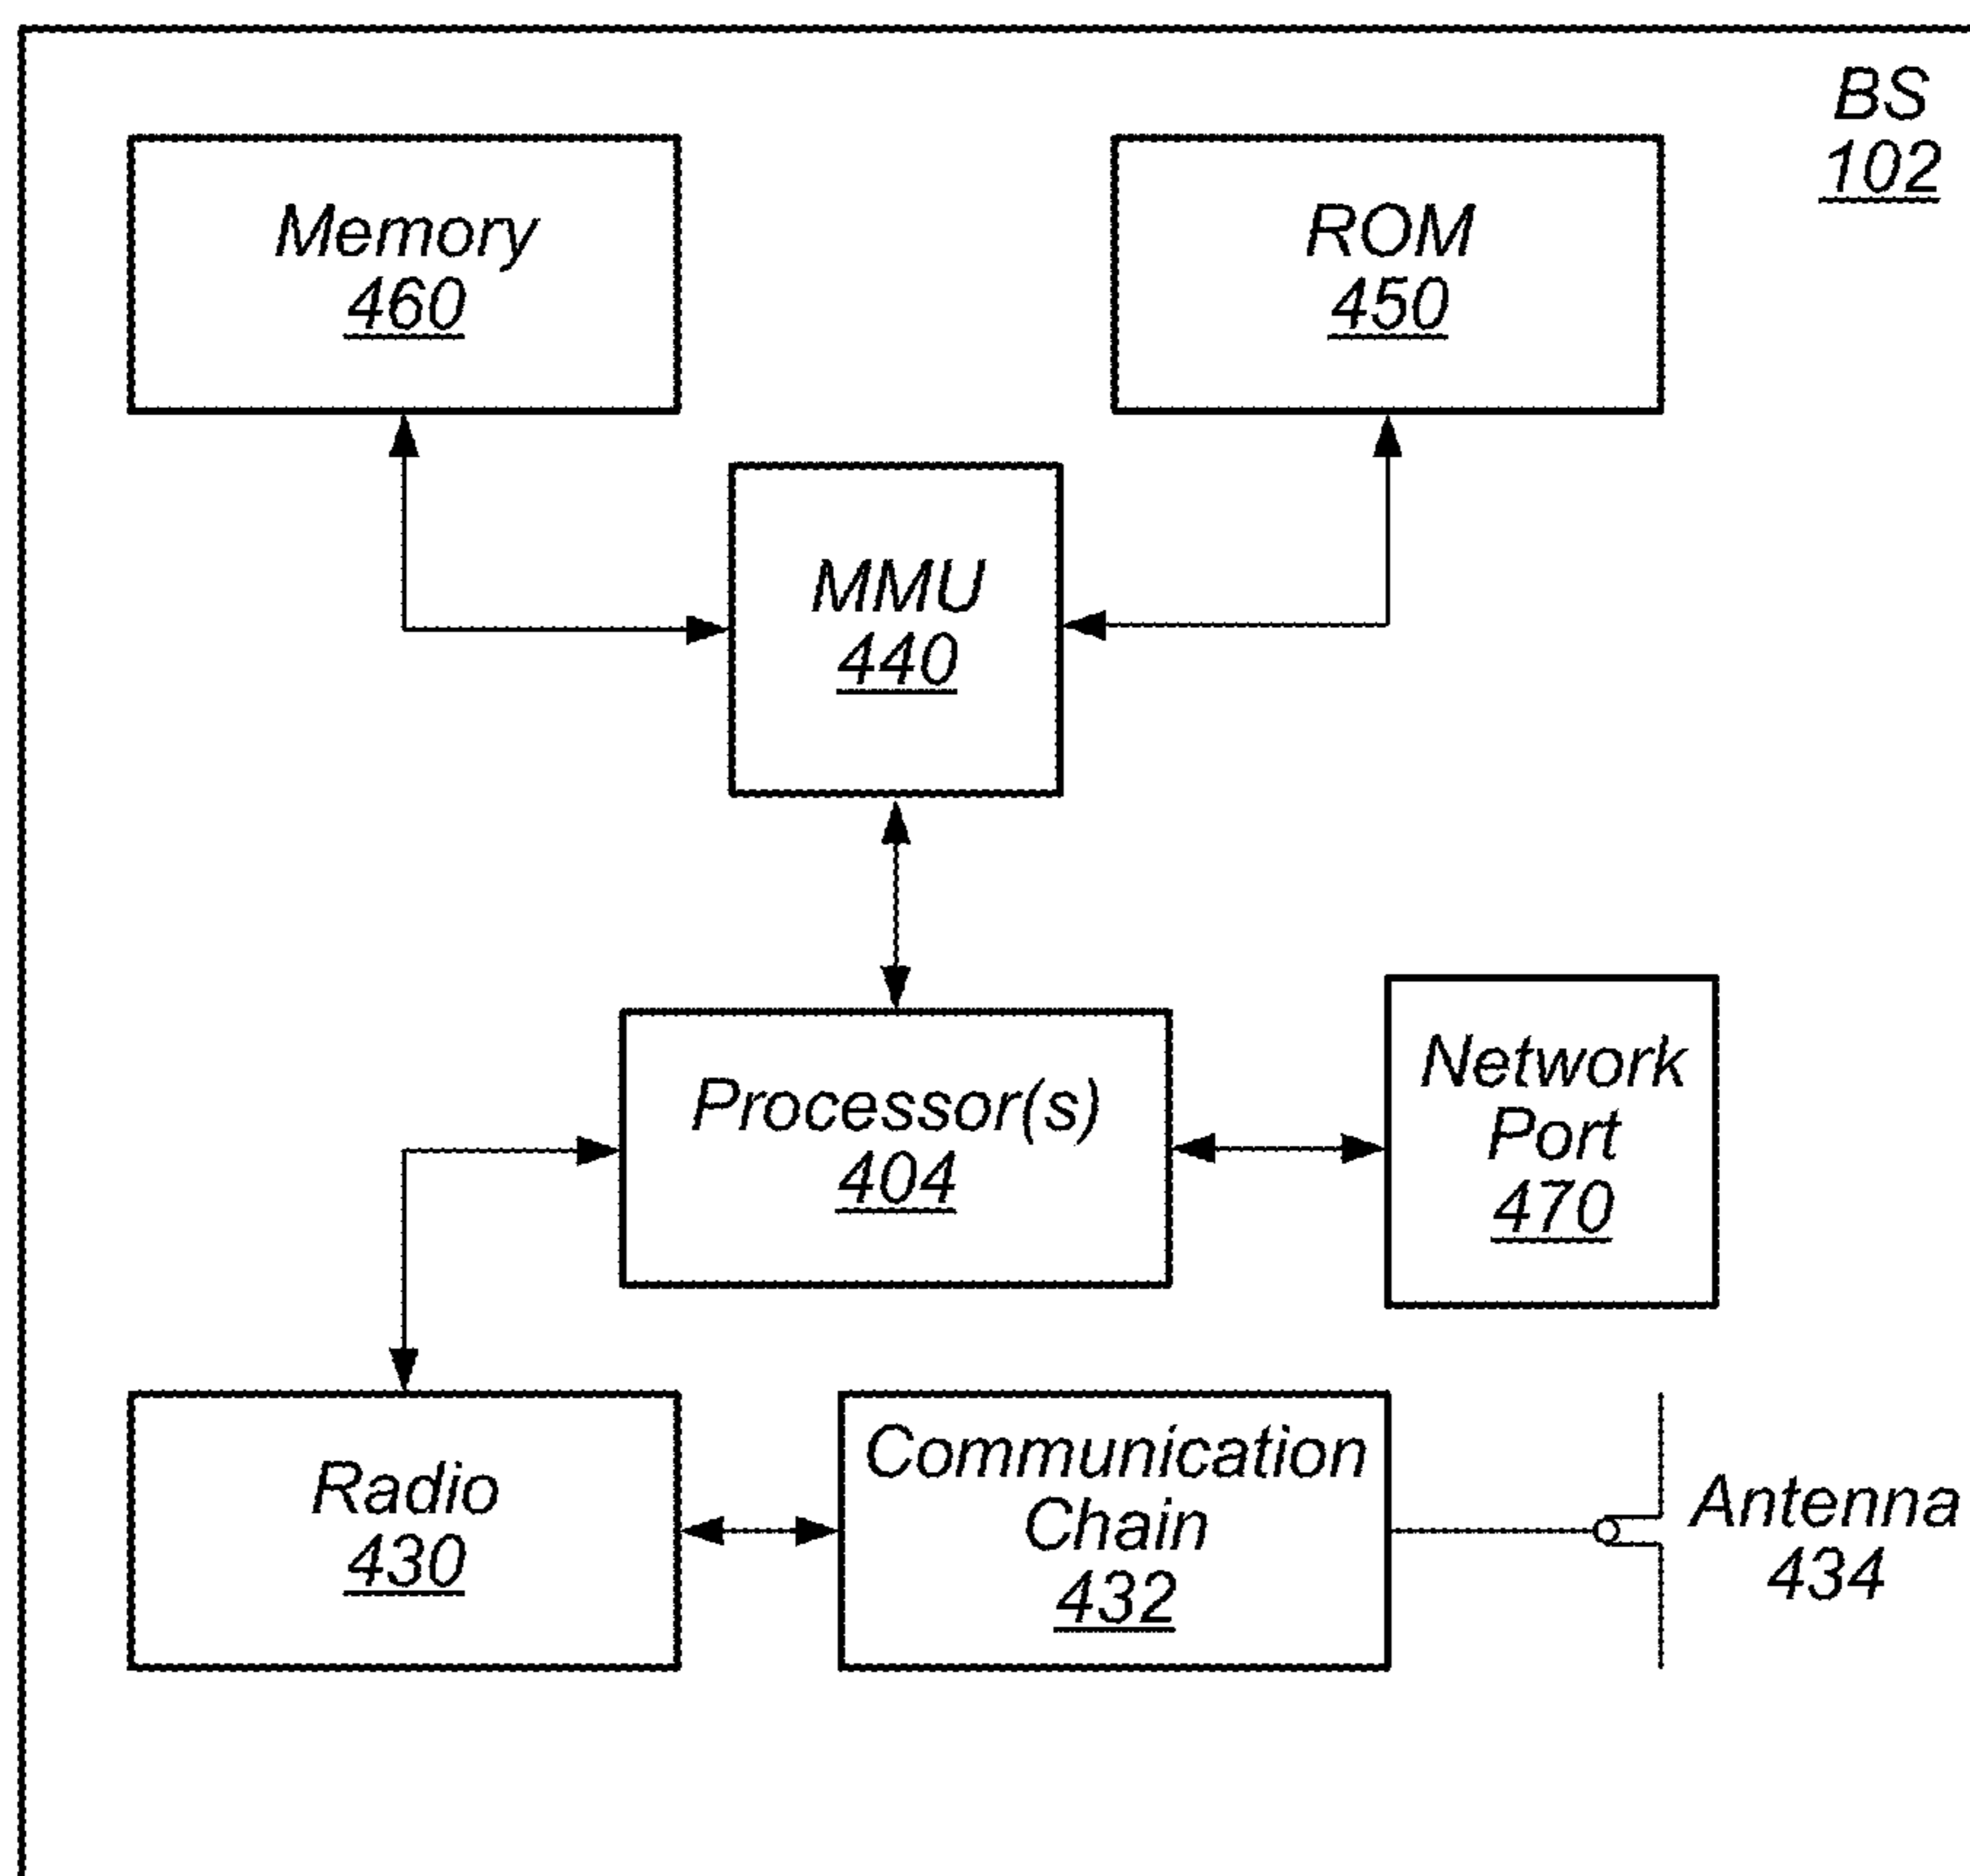 BS
102
Memory
460
ROM
450
MMU
440
Processor(s)
404
Network
Port
470
Radio
430
Communication
Chain
432
Antenna
434